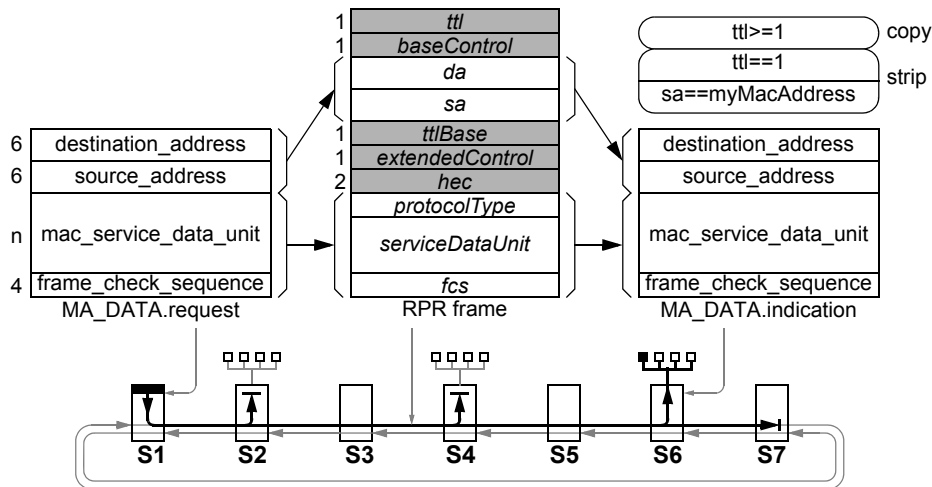 1 ttl
1 baseControl
da
sa
1 ttlBase
1 extendedControl
2 hec
protocolType
serviceDataUnit
fcs
RPR frame
6 destination_address
6 source_address
n mac_service_data_unit
4 frame_check_sequence
MA_DATA.request
ttl>=1 copy
ttl==1
strip
sa==myMacAddress
destination_address
source_address
mac_service_data_unit
frame_check_sequence
MA_DATA.indication
S1 S2 S3 S4 S5 S6 S7